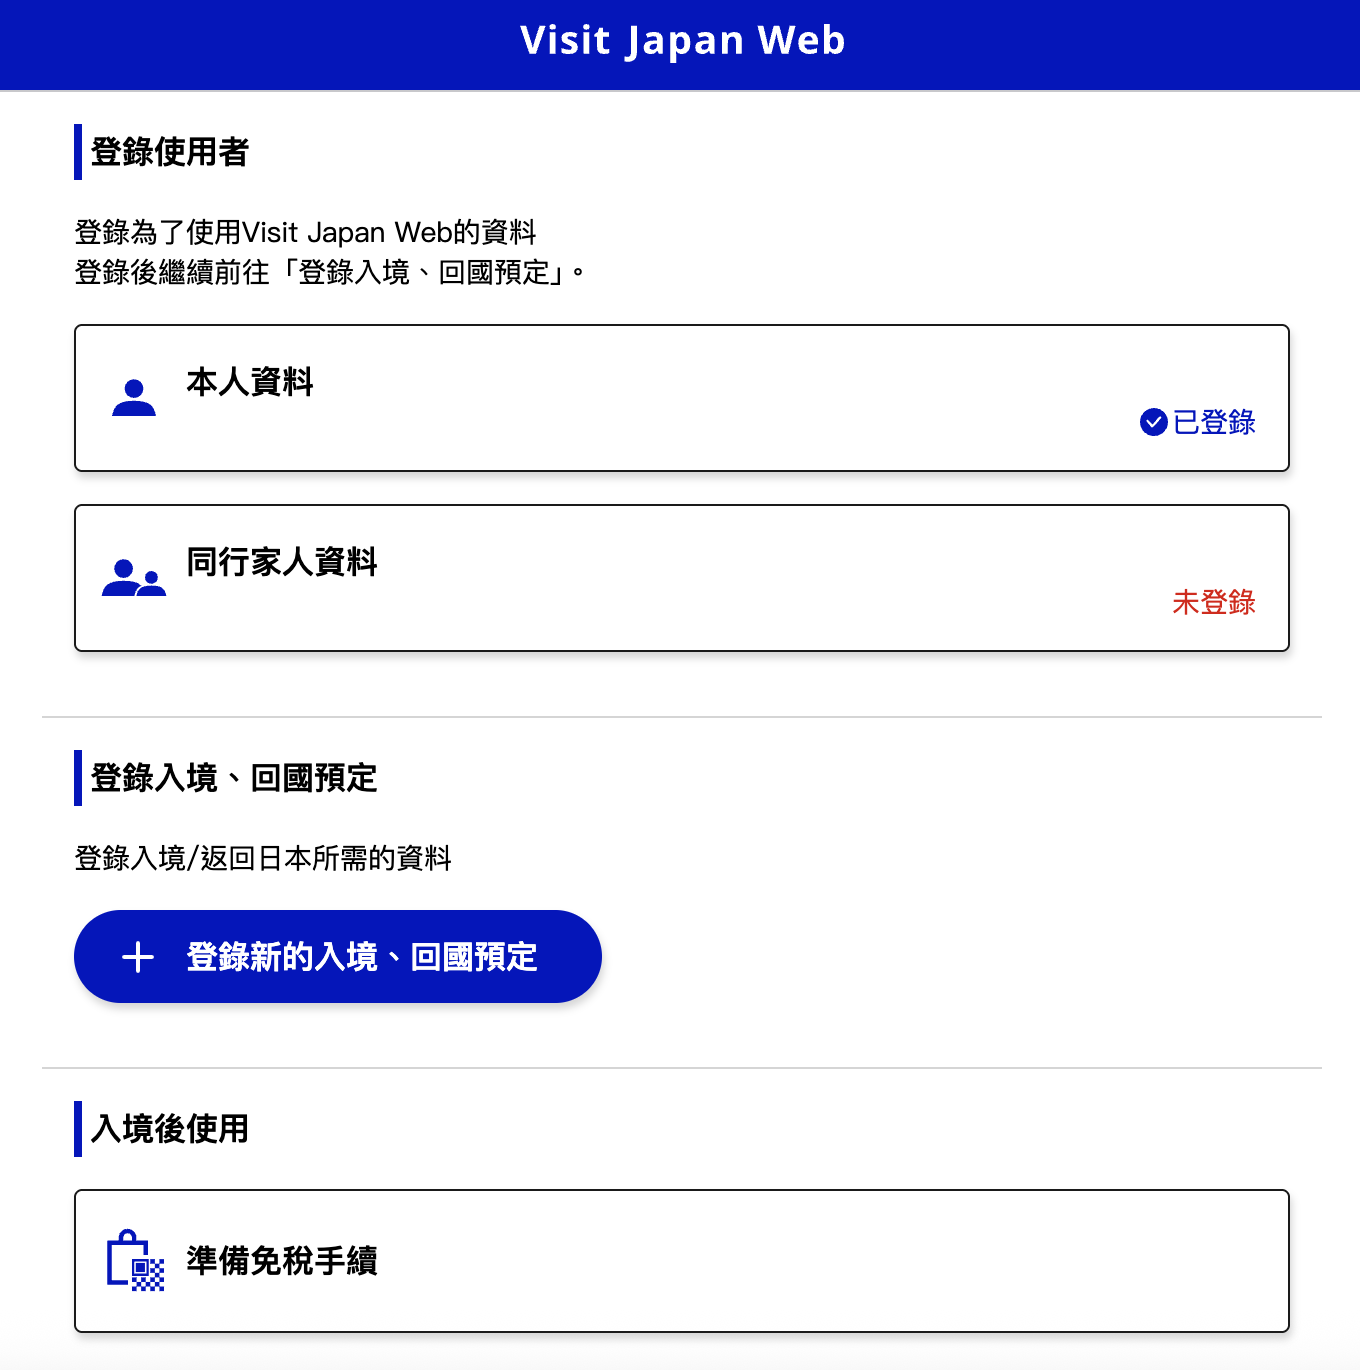 Visit Japan Web
登錄使用者
登錄為了使用Visit Japan Web的資料
登錄後繼續前往「登錄入境、回國預定」。
本人資料
已登錄
同行家人資料
未登錄
登錄入境、回國預定
登錄入境/返回日本所需的資料
登錄新的入境、回國預定
入境後使用
準備免稅手續